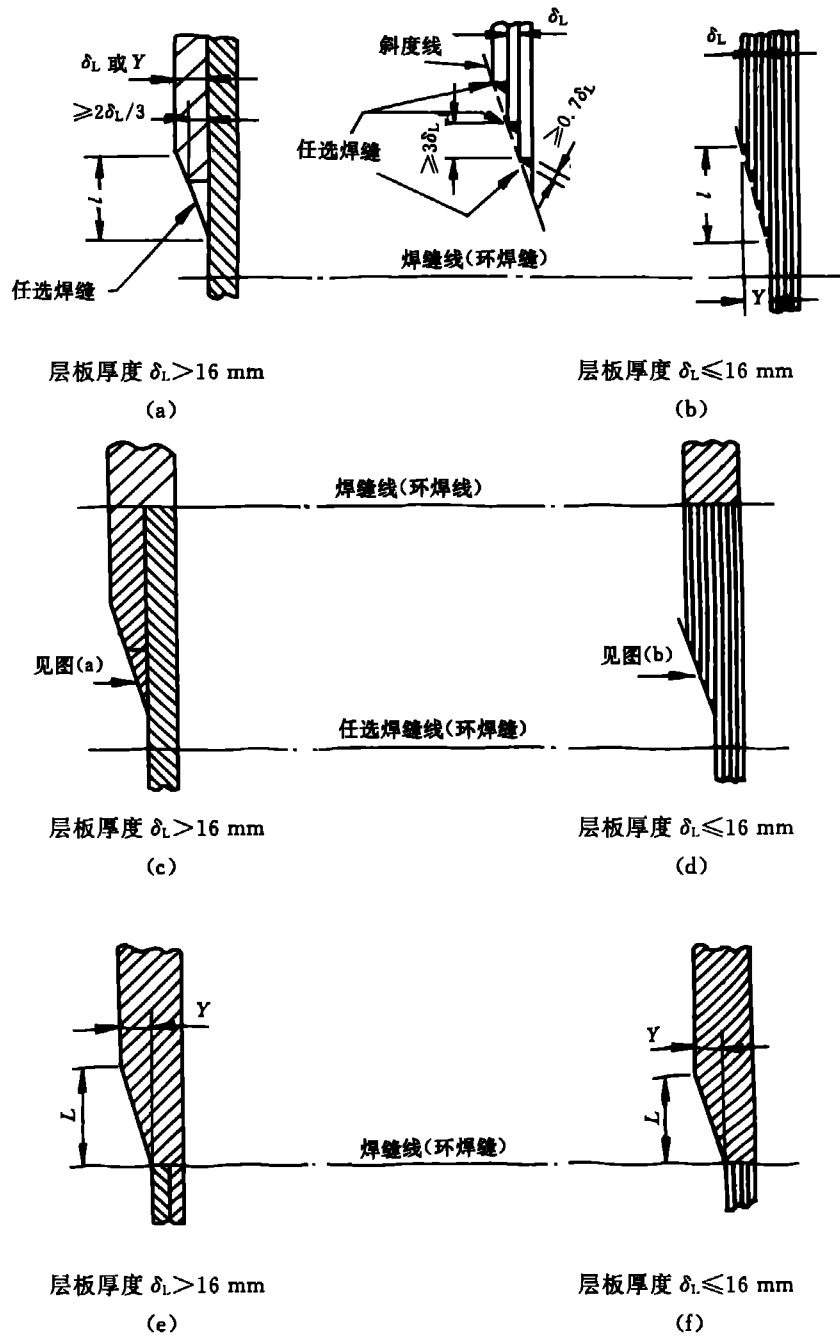 δL 或 Y
≥2δL/3
l
任选焊缝
斜度线
δL
任选焊缝
≥3δL
≥0.7δL
δL
l
Y
焊缝线(环焊缝)
层板厚度 δL>16 mm
(a)
层板厚度 δL≤16 mm
(b)
焊缝线(环焊线)
见图(a)
见图(b)
任选焊缝线(环焊缝)
层板厚度 δL>16 mm
(c)
层板厚度 δL≤16 mm
(d)
Y
L
Y
L
焊缝线(环焊缝)
层板厚度 δL>16 mm
(e)
层板厚度 δL≤16 mm
(f)